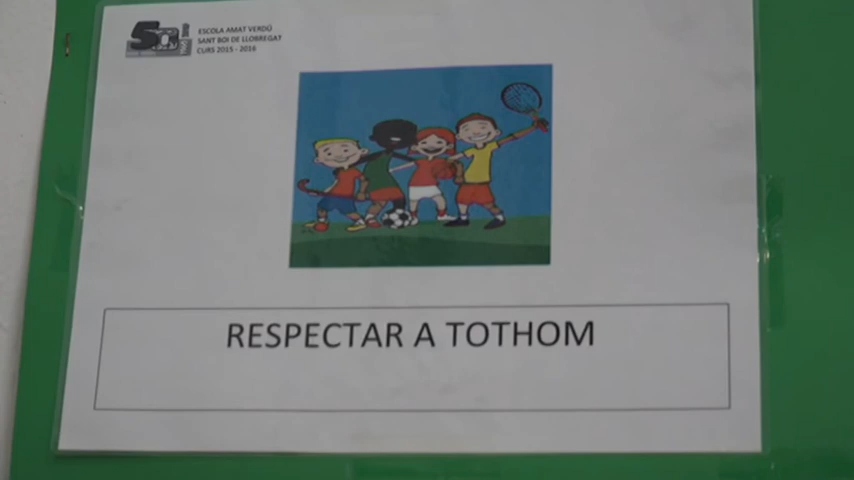 ESCOLA AMAT VERDÚ
SANT BOI DE LLOBREGAT
CURS 2015 - 2016
RESPECTAR A TOTHOM